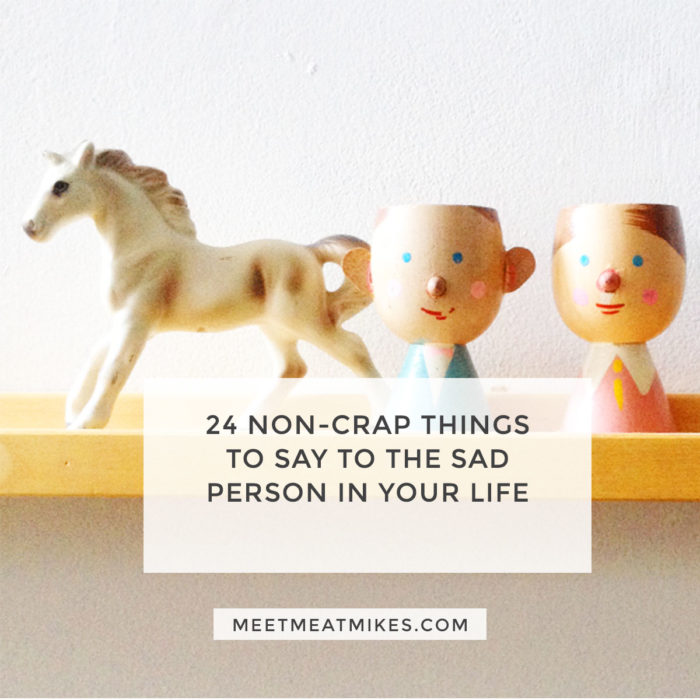 24 NON-CRAP THINGS
TO SAY TO THE SAD
PERSON IN YOUR LIFE
MEETMEATMIKES.COM